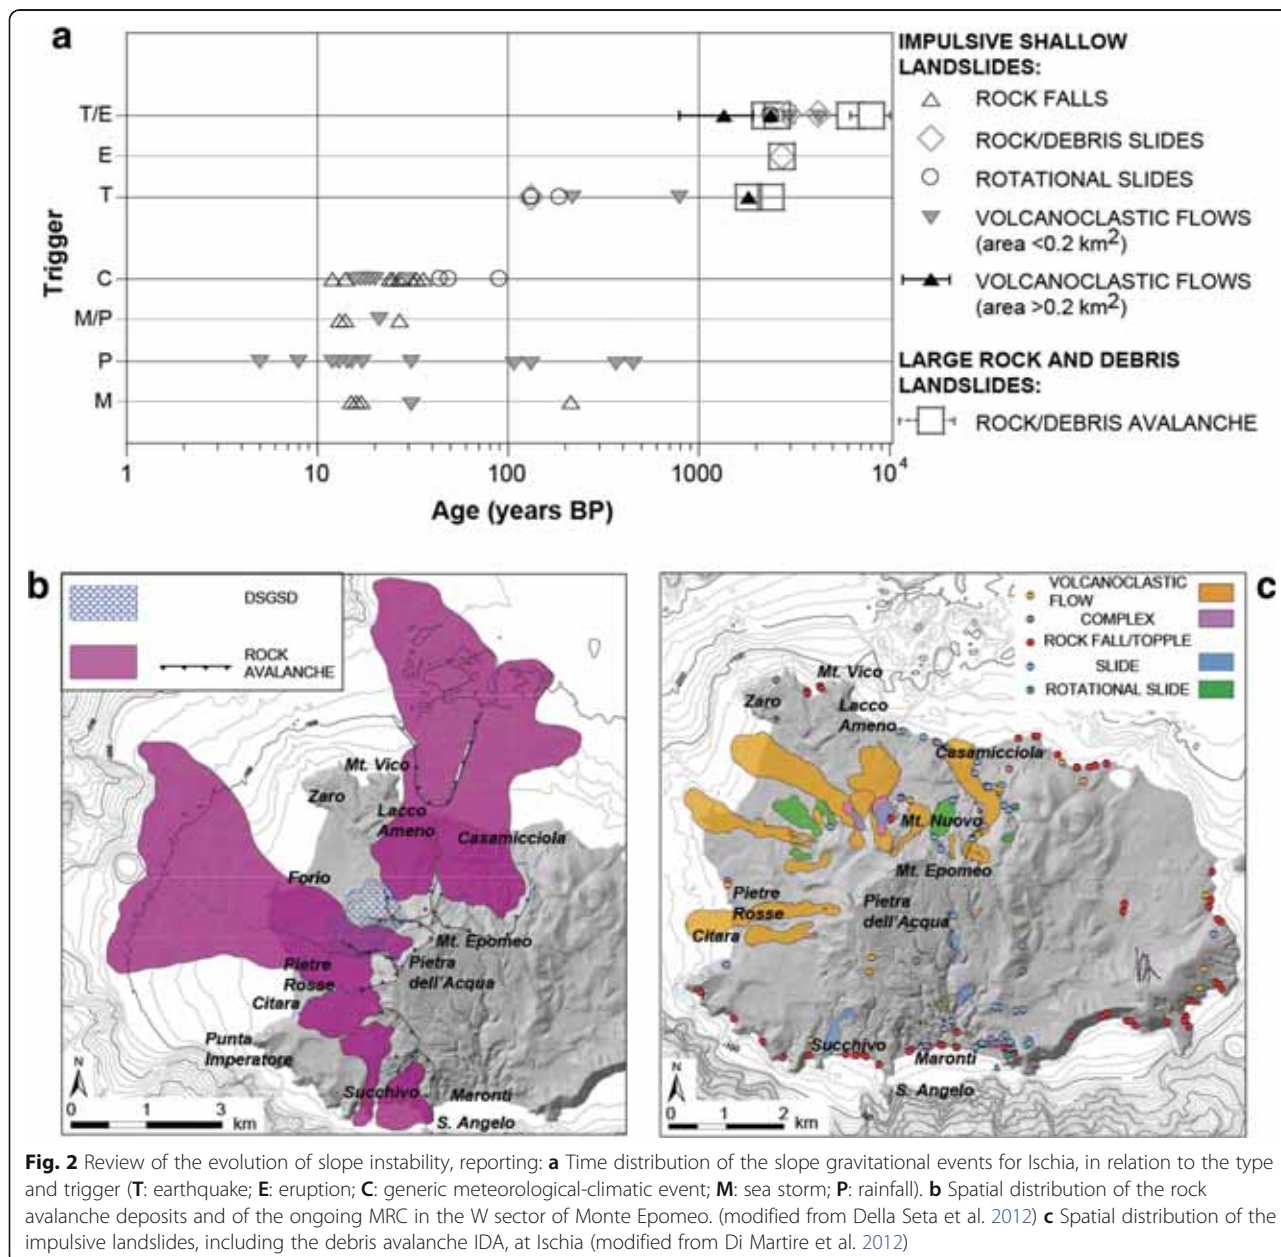 a
IMPULSIVE SHALLOW
LANDSLIDES:
ROCK FALLS
ROCK/DEBRIS SLIDES
ROTATIONAL SLIDES
VOLCANOCLASTIC FLOWS
(area <0.2 km²)
VOLCANOCLASTIC FLOWS
(area >0.2 km²)
LARGE ROCK AND DEBRIS
LANDSLIDES:
ROCK/DEBRIS AVALANCHE
Trigger
T/E
E
T
C
M/P
P
M
1 10 100 1000 10⁴
Age (years BP)
b
DSGSD
ROCK
AVALANCHE
Mt. Vico
Zaro
Lacco
Ameno
Casamicciola
Forio
Mt. Epomeo
Pietre
Rosse
Pietra
dell'Acqua
Citara
Punta
Imperatore
Succhivo
Maronti
S. Angelo
N
0 1 3
km
c
VOLCANOCLASTIC
FLOW
COMPLEX
ROCK FALL/TOPPLE
SLIDE
ROTATIONAL SLIDE
Mt. Vico
Zaro
Lacco
Ameno
Casamicciola
Mt. Nuovo
Mt. Epomeo
Pietre
Rosse
Pietra
dell'Acqua
Citara
Succhivo
Maronti
S. Angelo
N
0 1 2
km
Fig. 2 Review of the evolution of slope instability, reporting: a Time distribution of the slope gravitational events for Ischia, in relation to the type
and trigger (T: earthquake; E: eruption; C: generic meteorological-climatic event; M: sea storm; P: rainfall). b Spatial distribution of the rock
avalanche deposits and of the ongoing MRC in the W sector of Monte Epomeo. (modified from Della Seta et al. 2012) c Spatial distribution of the
impulsive landslides, including the debris avalanche IDA, at Ischia (modified from Di Martire et al. 2012)